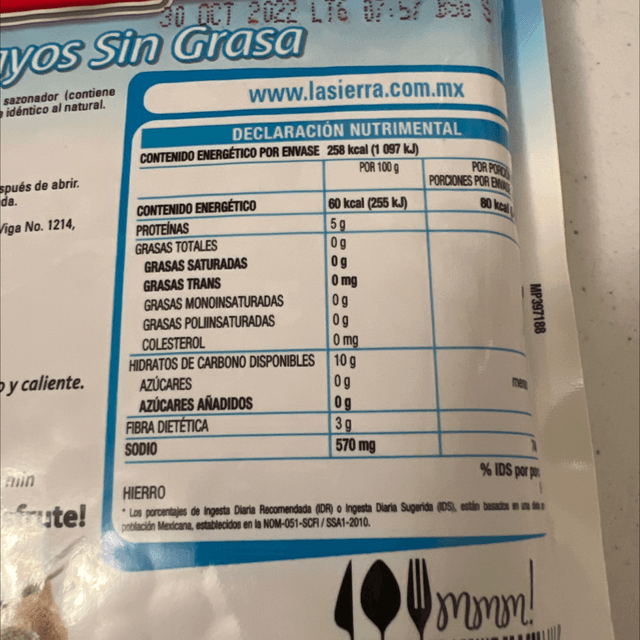 30 OCT 2022 LT6 07:57
yos Sin Grasa
sazonador (contiene
idéntico al natural.
www.lasierra.com.mx
DECLARACIÓN NUTRIMENTAL
CONTENIDO ENERGÉTICO POR ENVASE 258 kcal (1 097 kJ)
POR 100 g POR
PORCIONES POR
spués de abrir.
da.
CONTENIDO ENERGÉTICO 60 kcal (255 kJ) 80 kcal
Viga No. 1214,
PROTEÍNAS 5 g
GRASAS TOTALES 0 g
GRASAS SATURADAS 0 g
GRASAS TRANS 0 mg
GRASAS MONOINSATURADAS 0 g
GRASAS POLIINSATURADAS 0 g
COLESTEROL 0 mg
HIDRATOS DE CARBONO DISPONIBLES 10 g
y caliente.
AZÚCARES 0 g
AZÚCARES AÑADIDOS 0 g
FIBRA DIETÉTICA 3 g
SODIO 570 mg
MP397188
% IDS por
min
HIERRO
frute!
* Los porcentajes de Ingesta Diaria Recomendada (IDR) o Ingesta Diaria Sugerida (IDS), están basados en una
población Mexicana, establecidos en la NOM-051-SCFI / SSA1-2010.